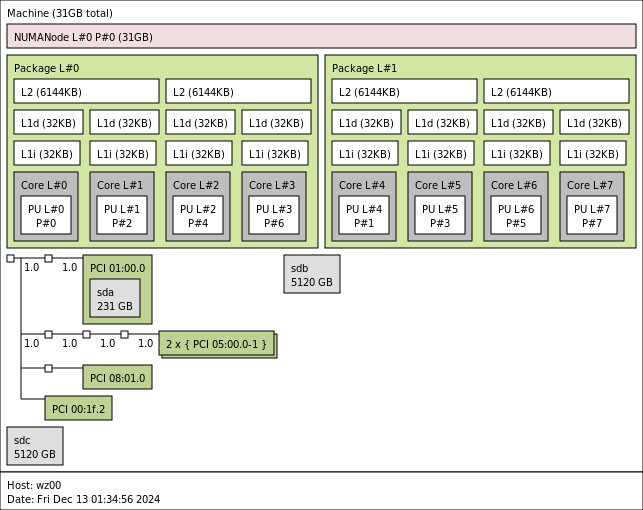 Machine (31GB total)
NUMANode L#0 P#0 (31GB)
Package L#0
L2 (6144KB)
L2 (6144KB)
L1d (32KB)
L1d (32KB)
L1d (32KB)
L1d (32KB)
L1i (32KB)
L1i (32KB)
L1i (32KB)
L1i (32KB)
Core L#0
PU L#0
P#0
Core L#1
PU L#1
P#2
Core L#2
PU L#2
P#4
Core L#3
PU L#3
P#6
Package L#1
L2 (6144KB)
L2 (6144KB)
L1d (32KB)
L1d (32KB)
L1d (32KB)
L1d (32KB)
L1i (32KB)
L1i (32KB)
L1i (32KB)
L1i (32KB)
Core L#4
PU L#4
P#1
Core L#5
PU L#5
P#3
Core L#6
PU L#6
P#5
Core L#7
PU L#7
P#7
1.0
1.0
PCI 01:00.0
sda
231 GB
sdb
5120 GB
1.0
1.0
1.0
1.0
2 x { PCI 05:00.0-1 }
PCI 08:01.0
PCI 00:1f.2
sdc
5120 GB
Host: wz00
Date: Fri Dec 13 01:34:56 2024